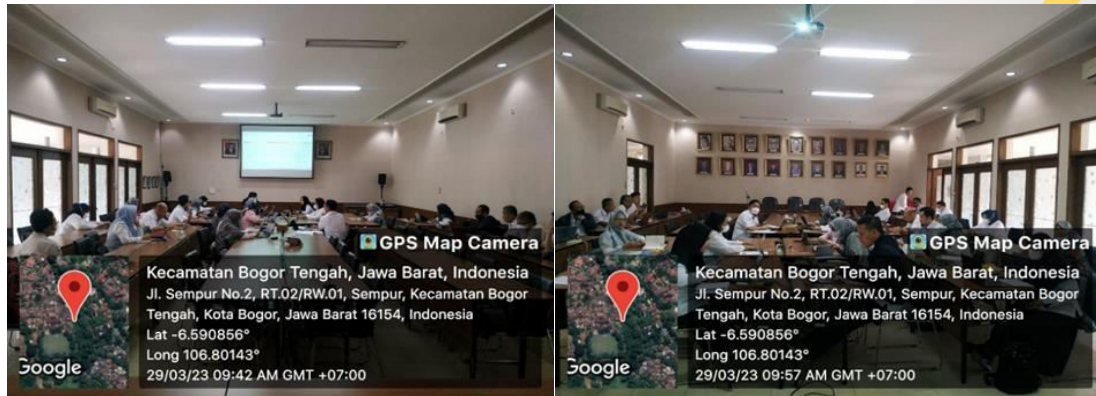 GPS Map Camera
Kecamatan Bogor Tengah, Jawa Barat, Indonesia
Jl. Sempur No.2, RT.02/RW.01, Sempur, Kecamatan Bogor
Tengah, Kota Bogor, Jawa Barat 16154, Indonesia
Lat -6.590856°
Long 106.80143°
29/03/23 09:42 AM GMT +07:00
Google
GPS Map Camera
Kecamatan Bogor Tengah, Jawa Barat, Indonesia
Jl. Sempur No.2, RT.02/RW.01, Sempur, Kecamatan Bogor
Tengah, Kota Bogor, Jawa Barat 16154, Indonesia
Lat -6.590856°
Long 106.80143°
29/03/23 09:57 AM GMT +07:00
Google